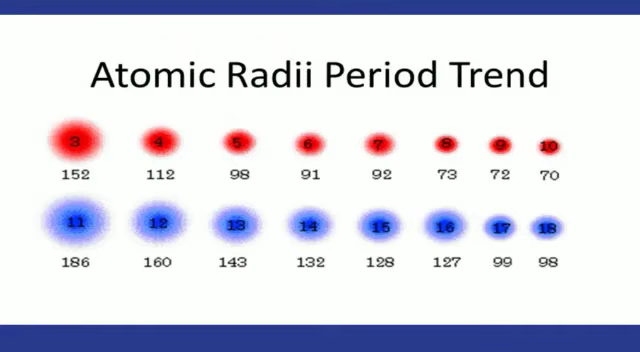 Atomic Radii Period Trend
3 4 5 6 7 8 9 10
152 112 98 91 92 73 72 70
11 12 13 14 15 16 17 18
186 160 143 132 128 127 99 98